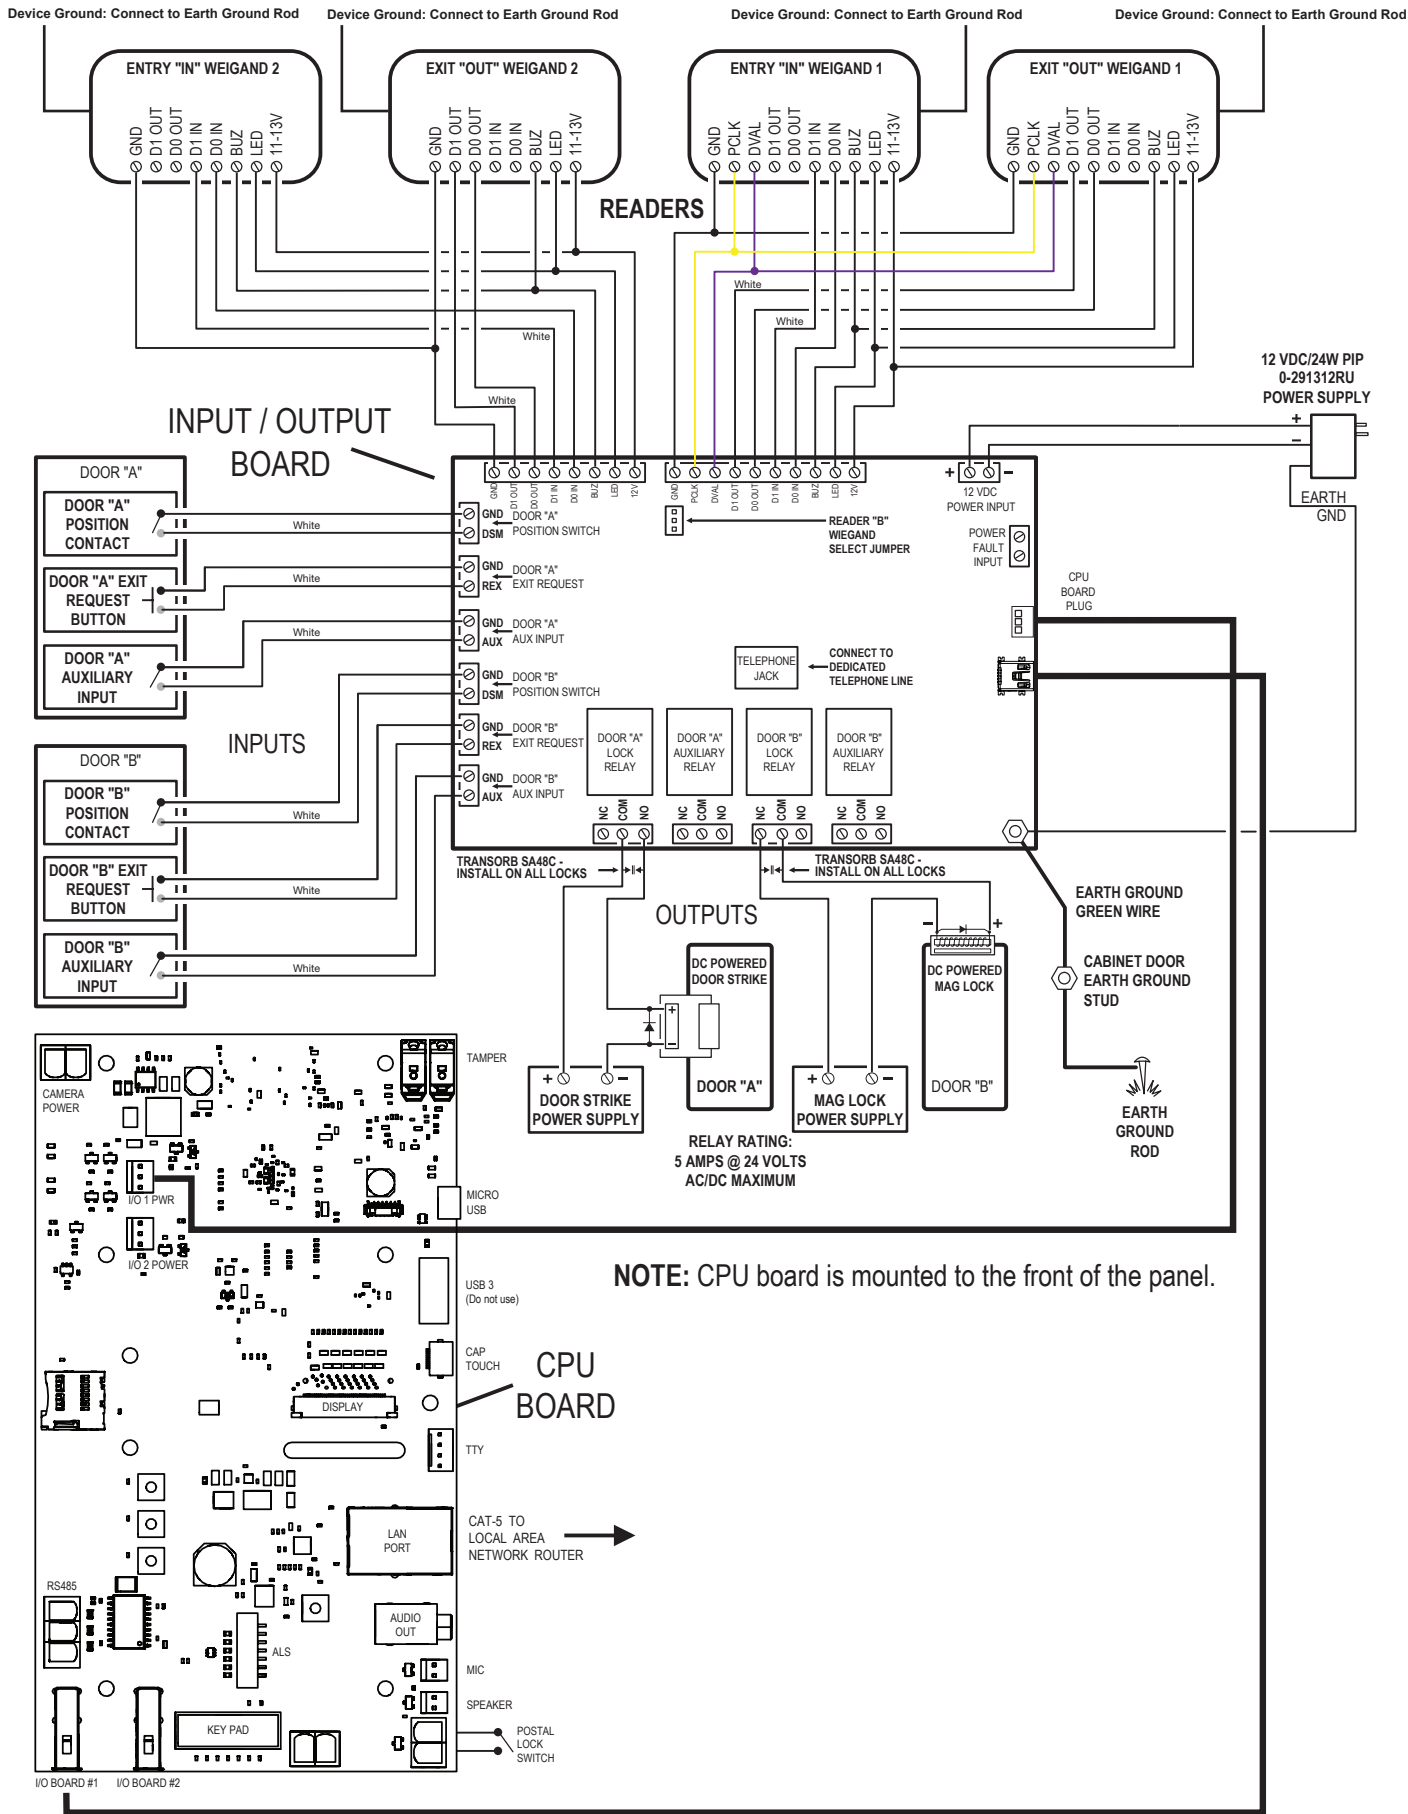 Device Ground: Connect to Earth Ground Rod
Device Ground: Connect to Earth Ground Rod
Device Ground: Connect to Earth Ground Rod
Device Ground: Connect to Earth Ground Rod
ENTRY "IN" WEIGAND 2
GND
D1 OUT
D0 OUT
D1 IN
D0 IN
BUZ
LED
11-13V
EXIT "OUT" WEIGAND 2
GND
D1 OUT
D0 OUT
D1 IN
D0 IN
BUZ
LED
11-13V
ENTRY "IN" WEIGAND 1
GND
PCLK
DVAL
D1 OUT
D0 OUT
D1 IN
D0 IN
BUZ
LED
11-13V
EXIT "OUT" WEIGAND 1
GND
PCLK
DVAL
D1 OUT
D0 OUT
D1 IN
D0 IN
BUZ
LED
11-13V
READERS
White
White
White
White
12 VDC/24W PIP
0-291312RU
POWER SUPPLY
+
–
EARTH
GND
INPUT / OUTPUT
BOARD
GND
D1 OUT
D0 OUT
D1 IN
D0 IN
BUZ
LED
12V
GND
PCLK
DVAL
D1 OUT
D0 OUT
D1 IN
D0 IN
BUZ
LED
12V
+
–
12 VDC
POWER INPUT
READER "B"
WIEGAND
SELECT JUMPER
POWER
FAULT
INPUT
CPU
BOARD
PLUG
DOOR "A"
DOOR "A"
POSITION
CONTACT
White
GND
DSM
DOOR "A"
POSITION SWITCH
DOOR "A" EXIT
REQUEST
BUTTON
White
GND
REX
DOOR "A"
EXIT REQUEST
DOOR "A"
AUXILIARY
INPUT
White
GND
AUX
DOOR "A"
AUX INPUT
GND
DSM
DOOR "B"
POSITION SWITCH
GND
REX
DOOR "B"
EXIT REQUEST
GND
AUX
DOOR "B"
AUX INPUT
TELEPHONE
JACK
CONNECT TO
DEDICATED
TELEPHONE LINE
INPUTS
DOOR "B"
DOOR "B"
POSITION
CONTACT
White
DOOR "B" EXIT
REQUEST
BUTTON
White
DOOR "B"
AUXILIARY
INPUT
White
DOOR "A"
LOCK
RELAY
DOOR "A"
AUXILIARY
RELAY
DOOR "B"
LOCK
RELAY
DOOR "B"
AUXILIARY
RELAY
NC
COM
NO
NC
COM
NO
NC
COM
NO
NC
COM
NO
TRANSORB SA48C -
INSTALL ON ALL LOCKS
TRANSORB SA48C -
INSTALL ON ALL LOCKS
OUTPUTS
DC POWERED
DOOR STRIKE
+
–
DOOR "A"
–
+
DC POWERED
MAG LOCK
DOOR "B"
+
–
DOOR STRIKE
POWER SUPPLY
+
–
MAG LOCK
POWER SUPPLY
RELAY RATING:
5 AMPS @ 24 VOLTS
AC/DC MAXIMUM
EARTH GROUND
GREEN WIRE
CABINET DOOR
EARTH GROUND
STUD
EARTH
GROUND
ROD
CAMERA
POWER
TAMPER
I/O 1 PWR
MICRO
USB
I/O 2 POWER
USB 3
(Do not use)
NOTE: CPU board is mounted to the front of the panel.
CAP
TOUCH
CPU
BOARD
DISPLAY
TTY
LAN
PORT
CAT-5 TO
LOCAL AREA
NETWORK ROUTER
RS485
AUDIO
OUT
ALS
MIC
SPEAKER
KEY PAD
POSTAL
LOCK
SWITCH
I/O BOARD #1
I/O BOARD #2